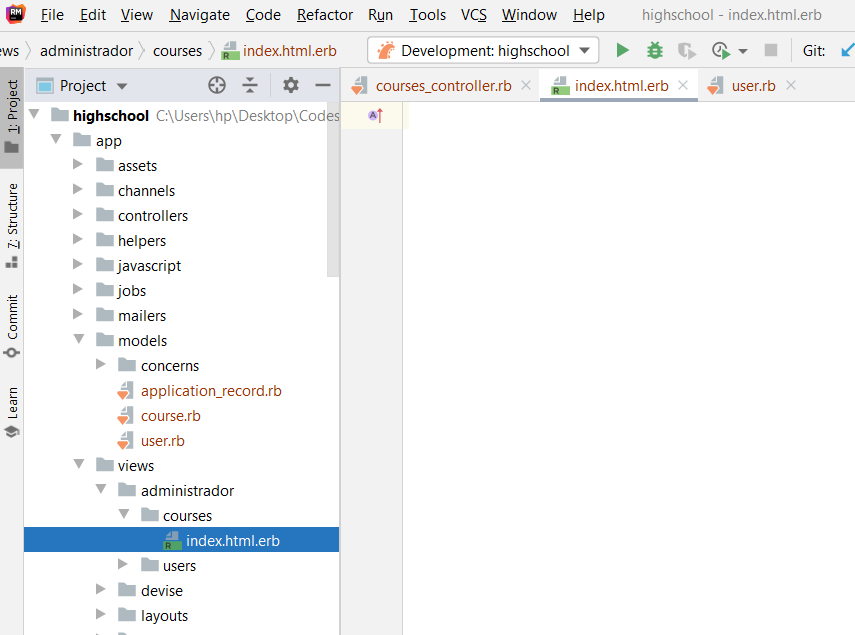 RM File Edit View Navigate Code Refactor Run Tools VCS Window Help highschool - index.html.erb
ews administrador courses index.html.erb Development: highschool Git:
Project courses_controller.rb index.html.erb user.rb
1: Project
7: Structure
Commit
Learn
highschool C:\Users\hp\Desktop\Codes
app
assets
channels
controllers
helpers
javascript
jobs
mailers
models
concerns
application_record.rb
course.rb
user.rb
views
administrador
courses
index.html.erb
users
devise
layouts
A